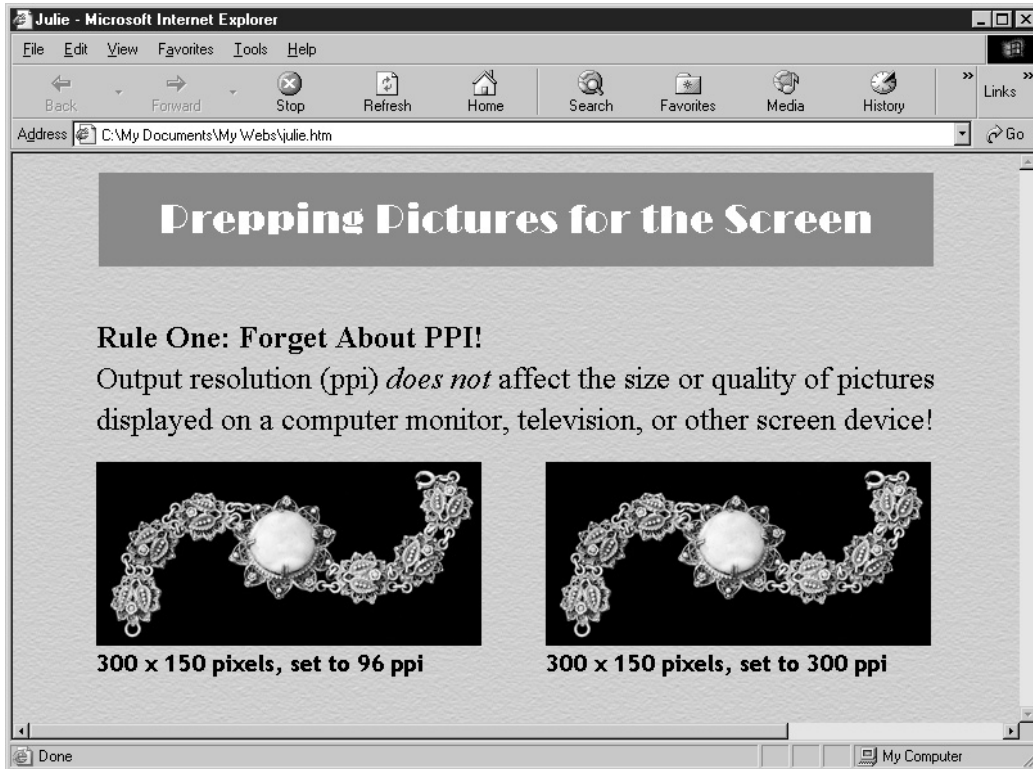 Julie - Microsoft Internet Explorer
File Edit View Favorites Tools Help
Back Forward Stop Refresh Home Search Favorites Media History » Links »
Address C:\My Documents\My Webs\julie.htm Go
Prepping Pictures for the Screen
Rule One: Forget About PPI!
Output resolution (ppi) does not affect the size or quality of pictures
displayed on a computer monitor, television, or other screen device!
300 x 150 pixels, set to 96 ppi
300 x 150 pixels, set to 300 ppi
Done My Computer